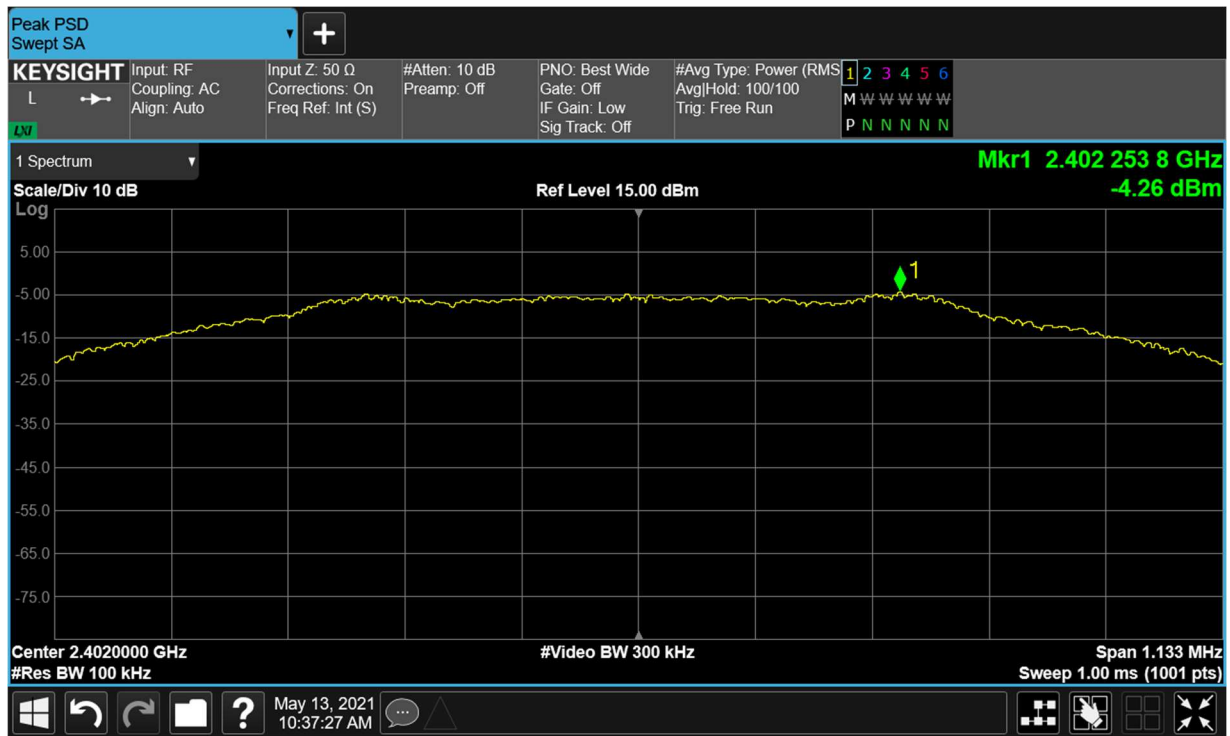 Peak PSD
Swept SA
KEYSIGHT
L
LXI
Input: RF
Coupling: AC
Align: Auto
Input Z: 50 Ω
Corrections: On
Freq Ref: Int (S)
#Atten: 10 dB
Preamp: Off
PNO: Best Wide
Gate: Off
IF Gain: Low
Sig Track: Off
#Avg Type: Power (RMS
Avg|Hold: 100/100
Trig: Free Run
1 2 3 4 5 6
M W W W W W
P N N N N N
1 Spectrum
Mkr1 2.402 253 8 GHz
-4.26 dBm
Scale/Div 10 dB
Ref Level 15.00 dBm
Log
1
5.00
-5.00
-15.0
-25.0
-35.0
-45.0
-55.0
-65.0
-75.0
Center 2.4020000 GHz
#Video BW 300 kHz
Span 1.133 MHz
#Res BW 100 kHz
Sweep 1.00 ms (1001 pts)
?
May 13, 2021
10:37:27 AM